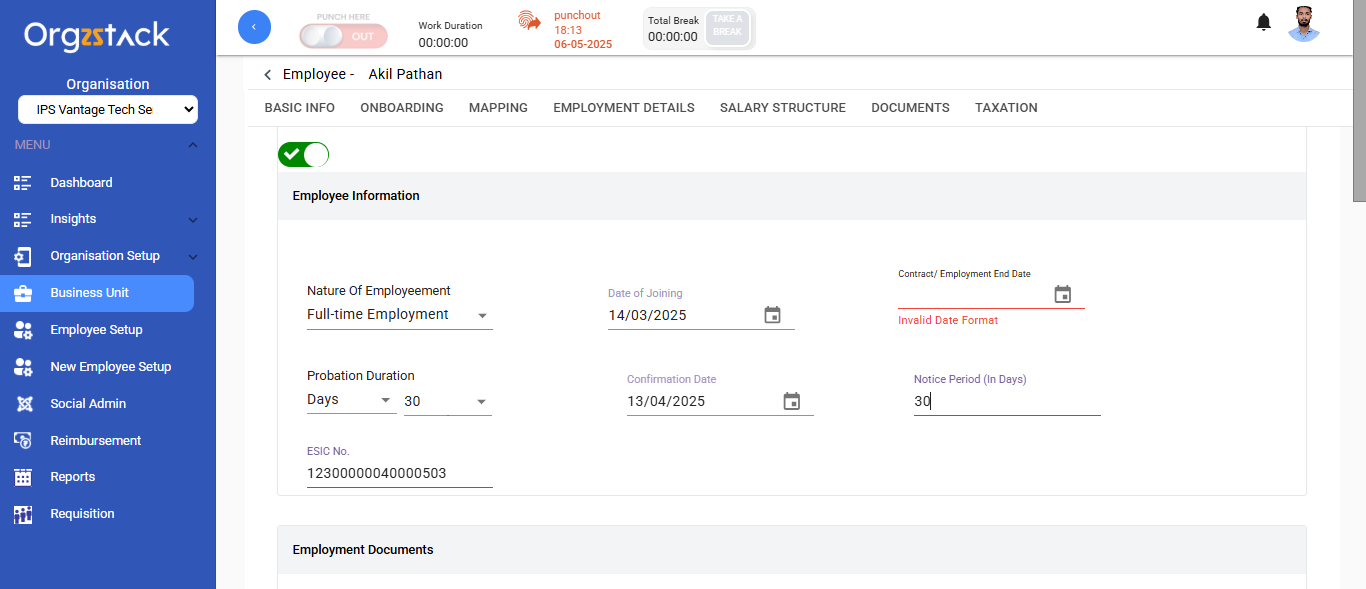 Orgzstack
Organisation
IPS Vantage Tech Se
MENU
Dashboard
Insights
Organisation Setup
Business Unit
Employee Setup
New Employee Setup
Social Admin
Reimbursement
Reports
Requisition
PUNCH HERE
OUT
Work Duration
00:00:00
punchout
18:13
06-05-2025
Total Break
00:00:00
TAKE A
BREAK
Employee - Akil Pathan
BASIC INFO ONBOARDING MAPPING EMPLOYMENT DETAILS SALARY STRUCTURE DOCUMENTS TAXATION
Employee Information
Nature Of Employeement
Full-time Employment
Date of Joining
14/03/2025
Contract/ Employment End Date
Invalid Date Format
Probation Duration
Days 30
Confirmation Date
13/04/2025
Notice Period (In Days)
30
ESIC No.
12300000040000503
Employment Documents